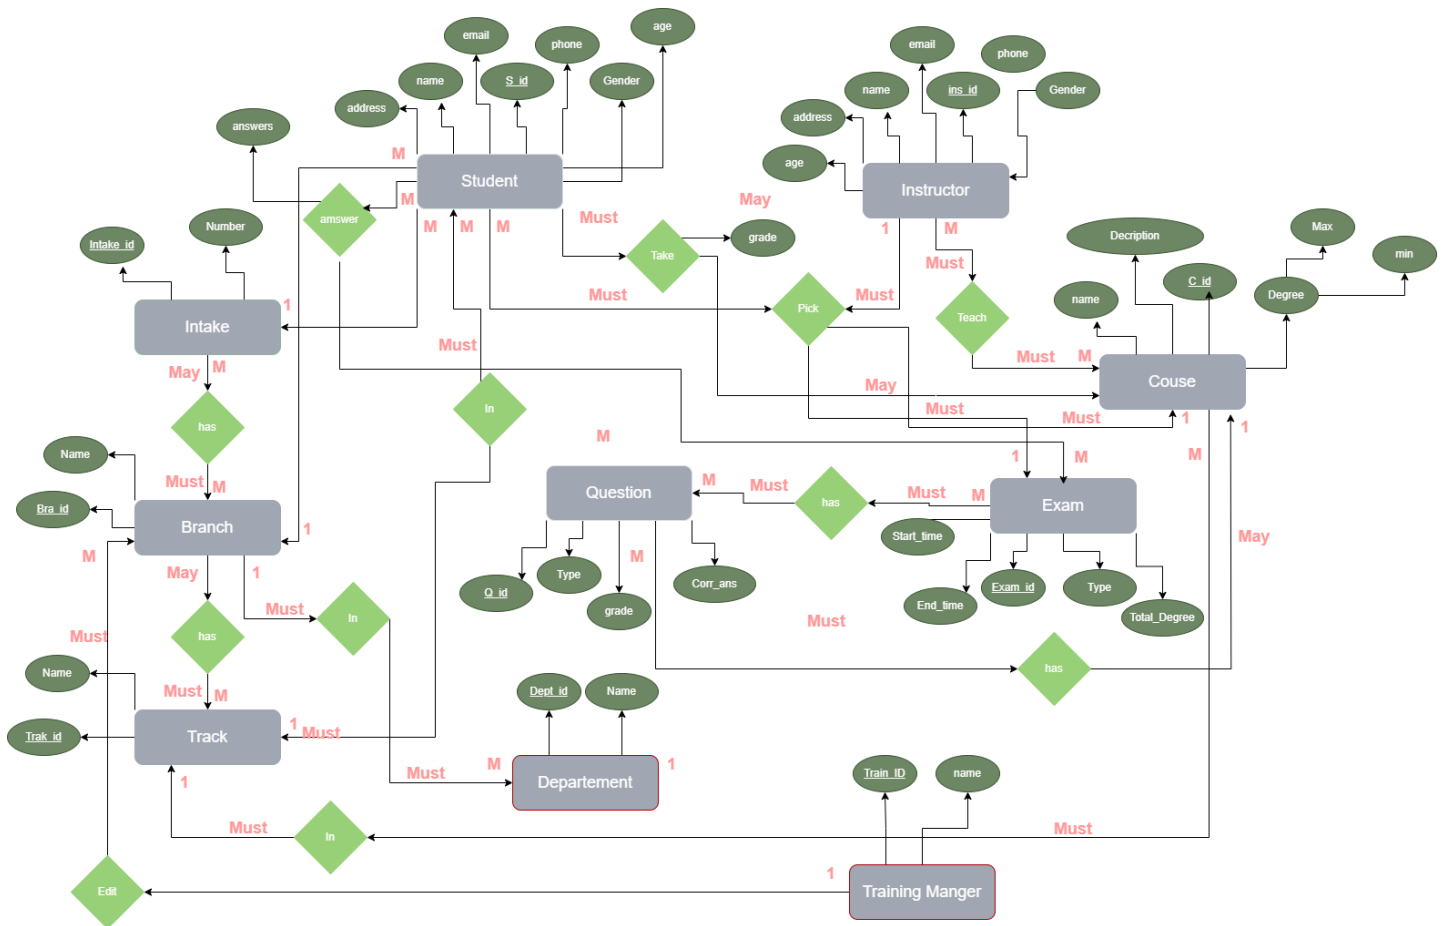 age
email
phone
email
phone
name
S_id
Gender
name
ins_id
Gender
address
address
answers
M
age
Student
Instructor
M
May
amswer
M
M
M
Must
1
M
Number
Intake_id
grade
Max
Decription
min
Take
Must
C_id
Must
Must
Degree
1
name
Pick
Teach
Intake
Must
Must
M
May
M
Couse
May
In
Must
Must
1
1
has
M
Name
M
1
M
M
Must
Must
Must
M
M
M
Question
has
Exam
Bra_id
Branch
1
Start_time
May
M
M
May
1
Type
Corr_ans
Q_id
Exam_id
Type
End_time
grade
Must
In
Total_Degree
Must
Must
has
has
Name
Must
M
Dept_id
Name
1
Must
Trak_id
Track
M
1
Must
1
Departement
Train_ID
name
Must
In
Must
1
Edit
Training Manger